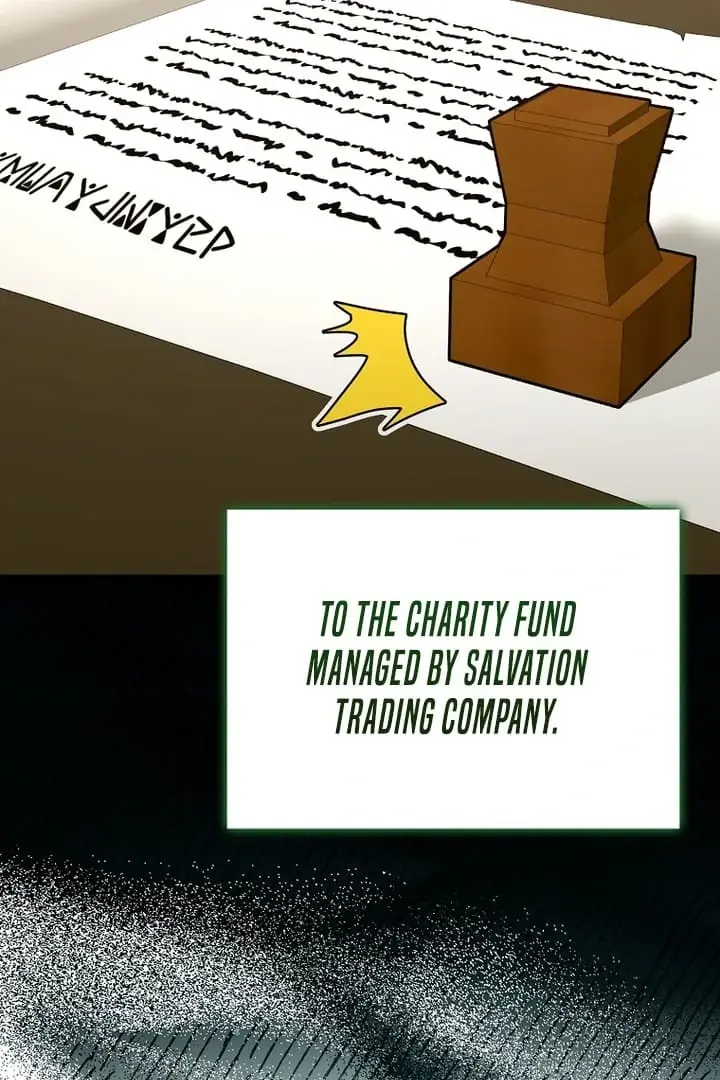 TO THE CHARITY FUND
MANAGED BY SALVATION
TRADING COMPANY.